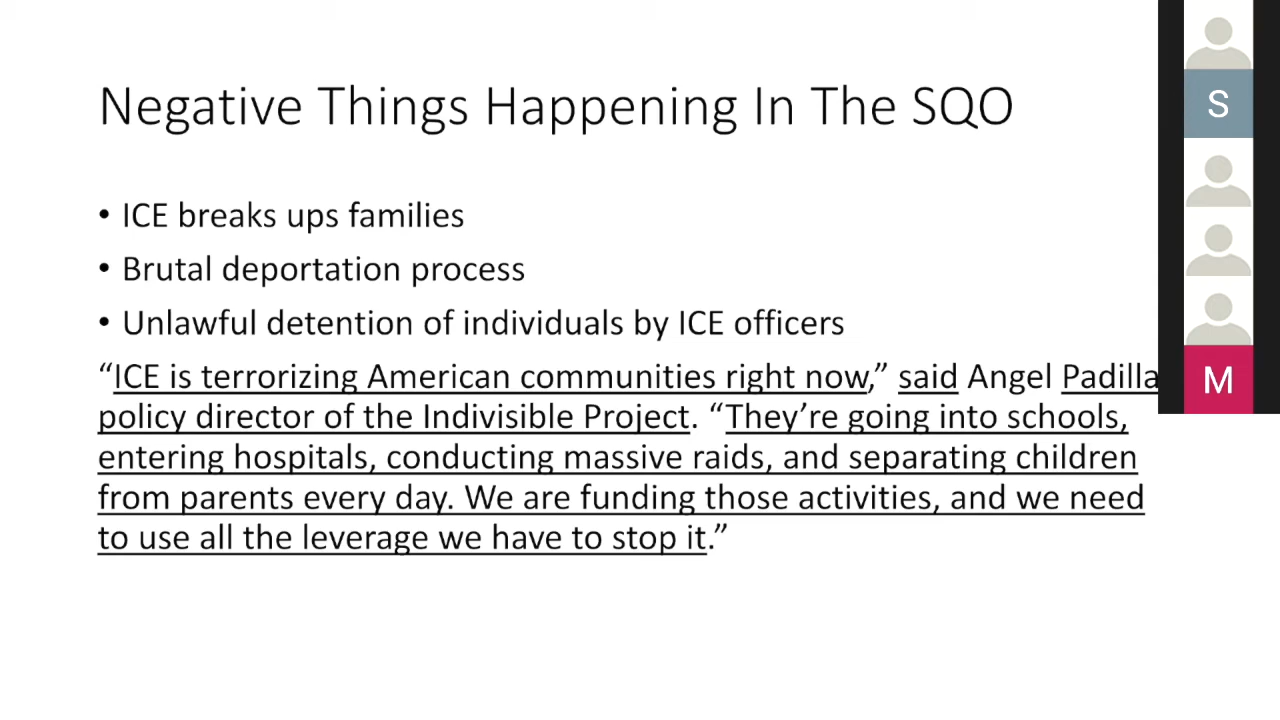 Negative Things Happening In The SQO
• ICE breaks ups families
• Brutal deportation process
• Unlawful detention of individuals by ICE officers
“ICE is terrorizing American communities right now,” said Angel Padilla
policy director of the Indivisible Project. “They’re going into schools,
entering hospitals, conducting massive raids, and separating children
from parents every day. We are funding those activities, and we need
to use all the leverage we have to stop it.”
S
M